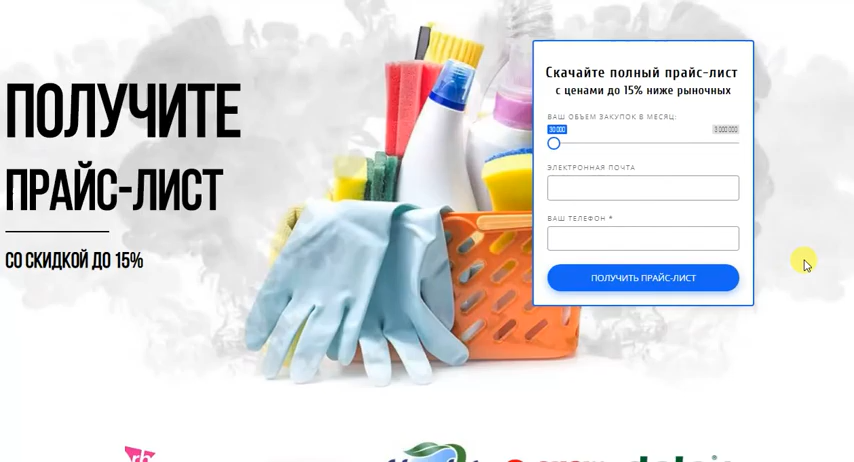 ПОЛУЧИТЕ
ПРАЙС-ЛИСТ
СО СКИДКОЙ ДО 15%
Скачайте полный прайс-лист
с ценами до 15% ниже рыночных
ВАШ ОБЪЕМ ЗАКУПОК В МЕСЯЦ:
30 000
3 000 000
ЭЛЕКТРОННАЯ ПОЧТА
ВАШ ТЕЛЕФОН *
ПОЛУЧИТЬ ПРАЙС-ЛИСТ